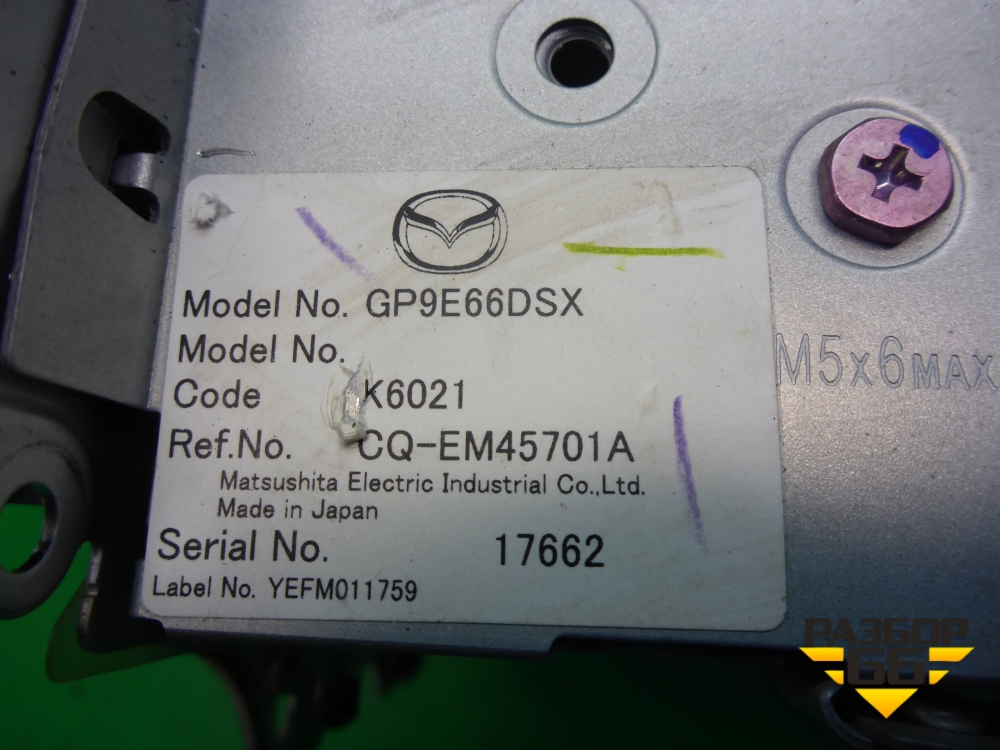 Model No. GP9E66DSX
Model No.
Code K6021
Ref.No. CQ-EM45701A
Matsushita Electric Industrial Co.,Ltd.
Made in Japan
Serial No. 17662
Label No. YEFM011759
M5x6MAX
РАЗБОР
66